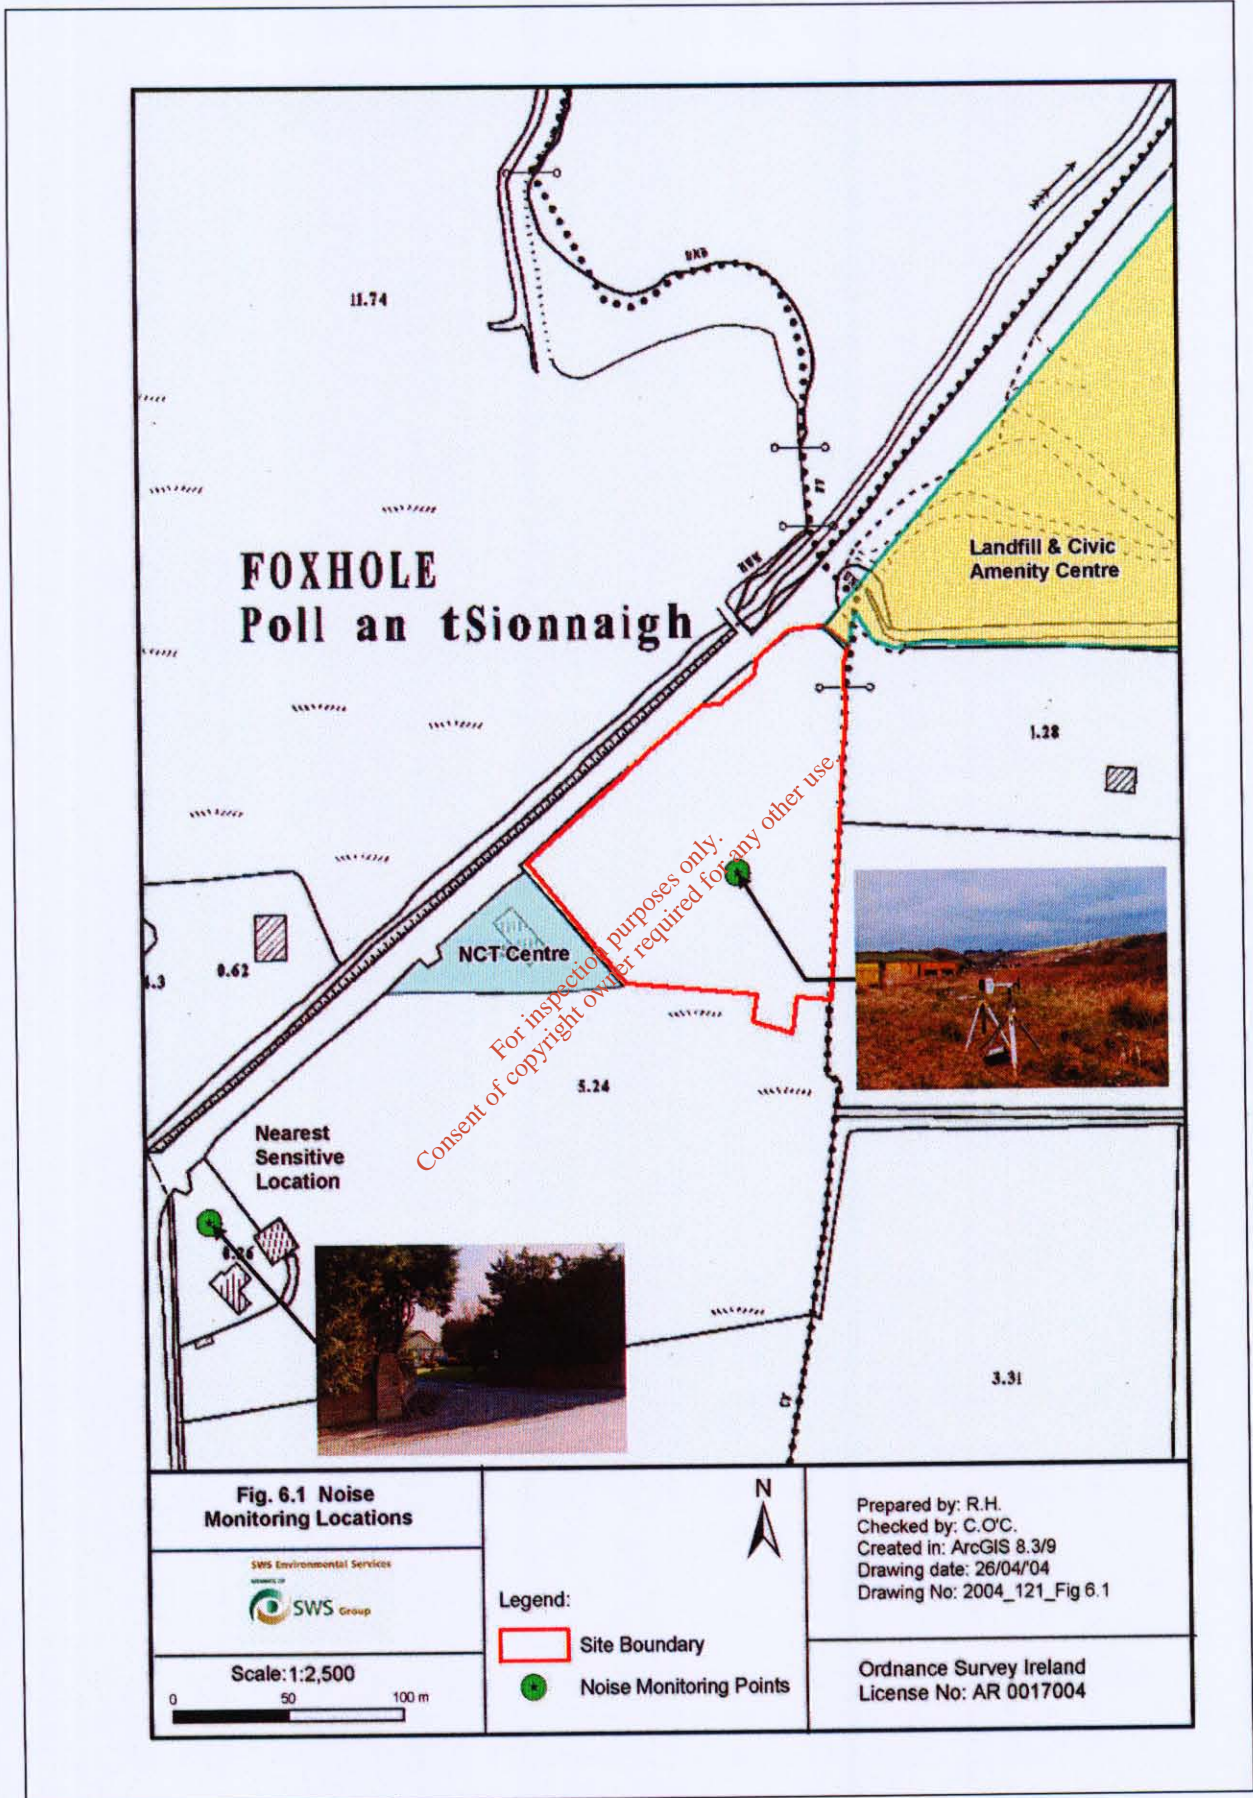 11.74
BKB
FOXHOLE
Poll an tSionnaigh
Landfill & Civic
Amenity Centre
1.28
For inspection purposes only.
Consent of copyright owner required for any other use.
NCT Centre
0.62
5.24
Nearest
Sensitive
Location
3.31
Fig. 6.1 Noise
Monitoring Locations
SWS Environmental Services
MEMBER OF
SWS Group
Scale:1:2,500
0 50 100 m
N
Legend:
Site Boundary
Noise Monitoring Points
Prepared by: R.H.
Checked by: C.O'C.
Created in: ArcGIS 8.3/9
Drawing date: 26/04/'04
Drawing No: 2004_121_Fig 6.1
Ordnance Survey Ireland
License No: AR 0017004